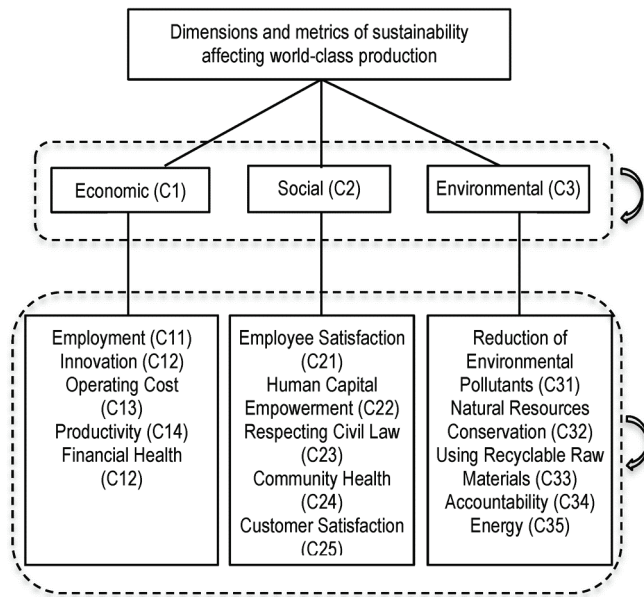 Dimensions and metrics of sustainability
affecting world-class production
Economic (C1)
Social (C2)
Environmental (C3)
Employment (C11)
Innovation (C12)
Operating Cost
(C13)
Productivity (C14)
Financial Health
(C12)
Employee Satisfaction
(C21)
Human Capital
Empowerment (C22)
Respecting Civil Law
(C23)
Community Health
(C24)
Customer Satisfaction
(C25)
Reduction of
Environmental
Pollutants (C31)
Natural Resources
Conservation (C32)
Using Recyclable Raw
Materials (C33)
Accountability (C34)
Energy (C35)